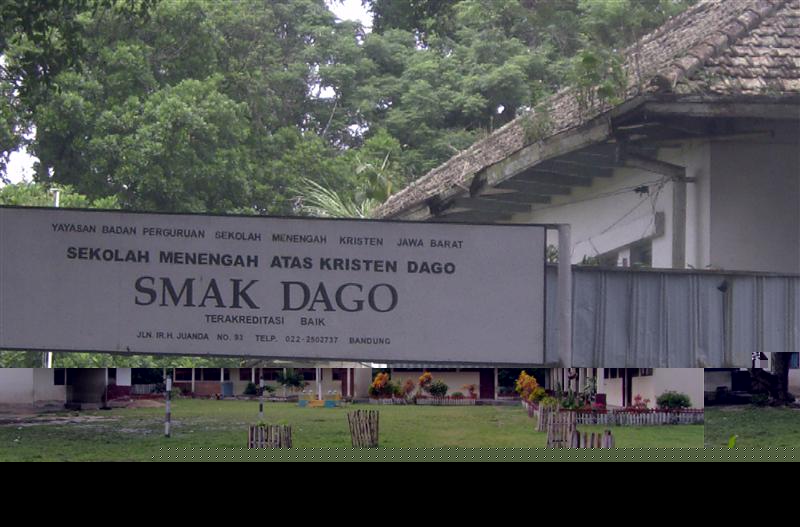 YAYASAN BADAN PERGURUAN SEKOLAH MENENGAH KRISTEN JAWA BARAT
SEKOLAH MENENGAH ATAS KRISTEN DAGO
SMAK DAGO
TERAKREDITASI BAIK
JLN. IR.H. JUANDA NO. 93 TELP. 022-2502737 BANDUNG